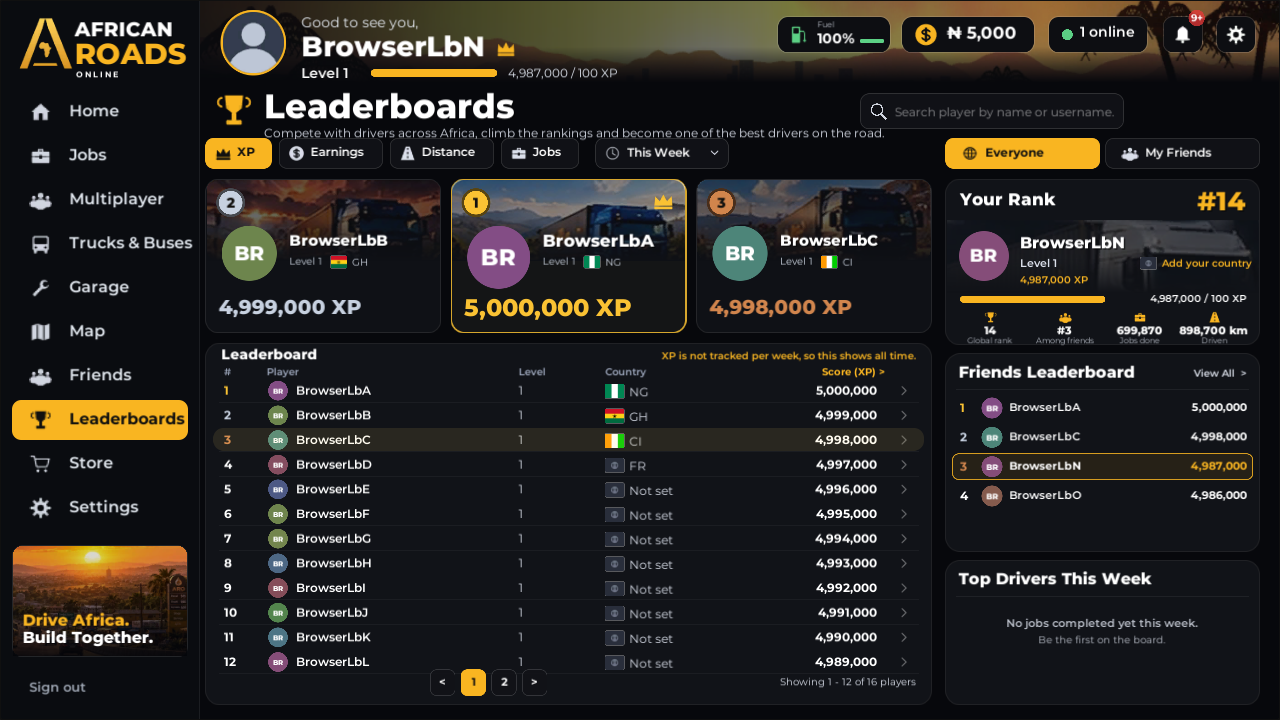 AFRICAN
ROADS
ONLINE
Home
Jobs
Multiplayer
Trucks & Buses
Garage
Map
Friends
Leaderboards
Store
Settings
Drive Africa.
Build Together.
Sign out
Good to see you,
BrowserLbN
Level 1
4,987,000 / 100 XP
Fuel
100%
₦ 5,000
1 online
9+
Leaderboards
Compete with drivers across Africa, climb the rankings and become one of the best drivers on the road.
Search player by name or username.
XP
Earnings
Distance
Jobs
This Week
Everyone
My Friends
2
BR
BrowserLbB
Level 1 GH
4,999,000 XP
1
BR
BrowserLbA
Level 1 NG
5,000,000 XP
3
BR
BrowserLbC
Level 1 CI
4,998,000 XP
Leaderboard
XP is not tracked per week, so this shows all time.
# Player Level Country Score (XP) >
1 BR BrowserLbA 1 NG 5,000,000
2 BR BrowserLbB 1 GH 4,999,000
3 BR BrowserLbC 1 CI 4,998,000
4 BR BrowserLbD 1 FR 4,997,000
5 BR BrowserLbE 1 Not set 4,996,000
6 BR BrowserLbF 1 Not set 4,995,000
7 BR BrowserLbG 1 Not set 4,994,000
8 BR BrowserLbH 1 Not set 4,993,000
9 BR BrowserLbI 1 Not set 4,992,000
10 BR BrowserLbJ 1 Not set 4,991,000
11 BR BrowserLbK 1 Not set 4,990,000
12 BR BrowserLbL 1 Not set 4,989,000
< 1 2 >
Showing 1 - 12 of 16 players
Your Rank
#14
BR
BrowserLbN
Level 1
Add your country
4,987,000 XP
4,987,000 / 100 XP
14 #3 699,870 898,700 km
Global rank Among friends Jobs done Driven
Friends Leaderboard
View All >
1 BR BrowserLbA 5,000,000
2 BR BrowserLbC 4,998,000
3 BR BrowserLbN 4,987,000
4 BR BrowserLbO 4,986,000
Top Drivers This Week
No jobs completed yet this week.
Be the first on the board.